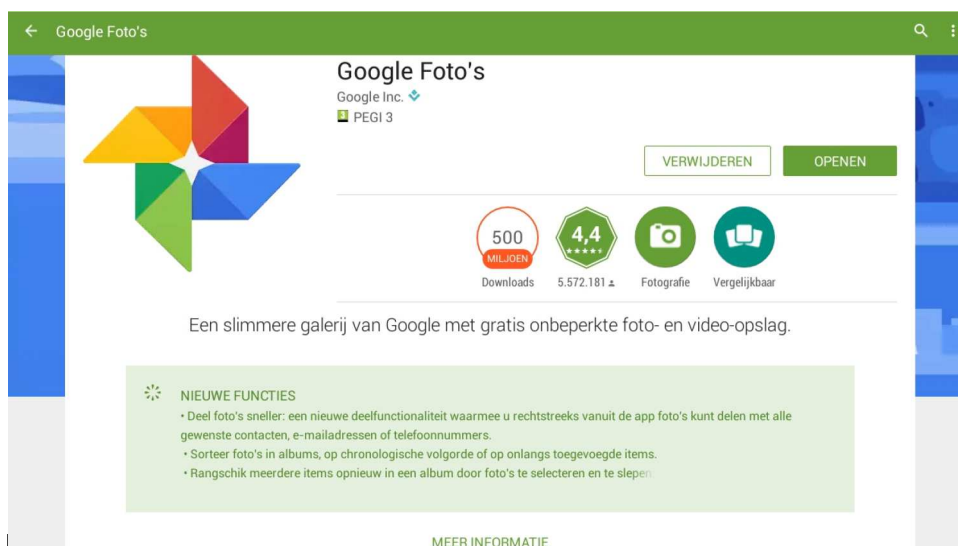 Google Foto's
Google Foto's
Google Inc.
3 PEGI 3
VERWIJDEREN OPENEN
500 MILJOEN
4,4
Downloads 5.572.181 Fotografie Vergelijkbaar
Een slimmere galerij van Google met gratis onbeperkte foto- en video-opslag.
NIEUWE FUNCTIES
• Deel foto's sneller: een nieuwe deelfunctionaliteit waarmee u rechtstreeks vanuit de app foto's kunt delen met alle
gewenste contacten, e-mailadressen of telefoonnummers.
• Sorteer foto's in albums, op chronologische volgorde of op onlangs toegevoegde items.
• Rangschik meerdere items opnieuw in een album door foto's te selecteren en te slepen
MEER INFORMATIE